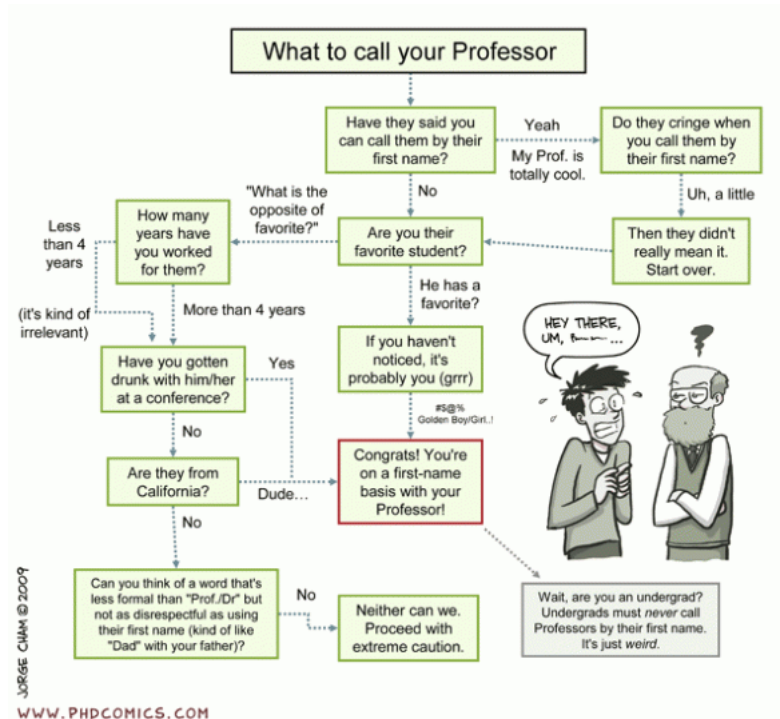 What to call your Professor
Have they said you
can call them by their
first name?
Yeah
My Prof. is
totally cool.
Do they cringe when
you call them by
their first name?
No
Uh, a little
Then they didn't
really mean it.
Start over.
Are you their
favorite student?
"What is the
opposite of
favorite?"
How many
years have
you worked
for them?
Less
than 4
years
(it's kind of
irrelevant)
More than 4 years
He has a
favorite?
If you haven't
noticed, it's
probably you (grrr)
#$@%
Golden Boy/Girl..!
Have you gotten
drunk with him/her
at a conference?
Yes
No
Are they from
California?
Dude...
Congrats! You're
on a first-name
basis with your
Professor!
No
Can you think of a word that's
less formal than "Prof./Dr" but
not as disrespectful as using
their first name (kind of like
"Dad" with your father)?
No
Neither can we.
Proceed with
extreme caution.
Wait, are you an undergrad?
Undergrads must never call
Professors by their first name.
It's just weird.
HEY THERE,
UM, ...
JORGE CHAM © 2009
WWW.PHDCOMICS.COM